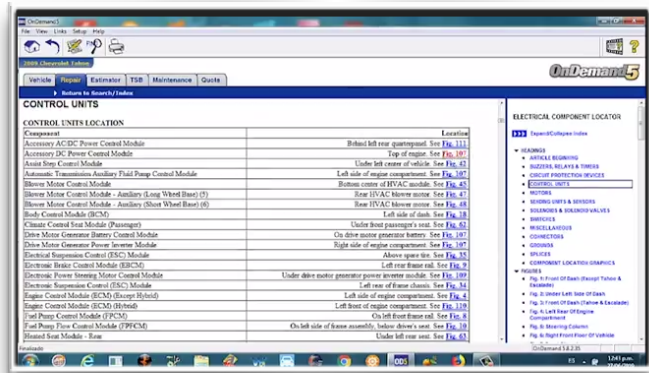 OnDemand5
File View Links Setup Help
2009 Chevrolet Tahoe
OnDemand5
Vehicle Repair Estimator TSB Maintenance Quote
Return to Search/Index
CONTROL UNITS
CONTROL UNITS LOCATION
Component Location
Accessory AC/DC Power Control Module Behind left rear quarterpanel. See Fig. 111
Accessory DC Power Control Module Top of engine. See Fig. 107
Assist Step Control Module Under left center of vehicle. See Fig. 42
Automatic Transmission Auxiliary Fluid Pump Control Module Left side of engine compartment. See Fig. 107
Blower Motor Control Module Bottom center of HVAC module. See Fig. 45
Blower Motor Control Module - Auxiliary (Long Wheel Base) (5) Rear HVAC blower motor. See Fig. 47
Blower Motor Control Module - Auxiliary (Short Wheel Base) (6) Rear HVAC blower motor. See Fig. 48
Body Control Module (BCM) Left side of dash. See Fig. 18
Climate Control Seat Module (Passenger) Under front passenger's seat. See Fig. 62
Drive Motor Generator Battery Control Module On drive motor generator battery. See Fig. 107
Drive Motor Generator Power Inverter Module Right side of engine compartment. See Fig. 107
Electrical Suspension Control (ESC) Module Above spare tire. See Fig. 35
Electronic Brake Control Module (EBCM) Left rear frame rail. See Fig. 9
Electronic Power Steering Motor Control Module Under drive motor generator power inverter module. See Fig. 109
Electronic Suspension Control (ESC) Module Left rear of frame chassis. See Fig. 34
Engine Control Module (ECM) (Except Hybrid) Left side of engine compartment. See Fig. 4
Engine Control Module (ECM) (Hybrid) Left front of engine compartment. See Fig. 110
Fuel Pump Control Module (FPCM) On left front frame rail. See Fig. 8
Fuel Pump Flow Control Module (FPFCM) On left side of frame assembly, below driver's seat. See Fig. 10
Heated Seat Module - Rear Under left rear seat. See Fig. 63
ELECTRICAL COMPONENT LOCATOR
Expand/Collapse Index
HEADINGS
ARTICLE BEGINNING
BUZZERS, RELAYS & TIMERS
CIRCUIT PROTECTION DEVICES
CONTROL UNITS
MOTORS
SENDING UNITS & SENSORS
SOLENOIDS & SOLENOID VALVES
SWITCHES
MISCELLANEOUS
CONNECTORS
GROUNDS
SPLICES
COMPONENT LOCATION GRAPHICS
FIGURES
Fig. 1: Front Of Dash (Except Tahoe &
Escalade)
Fig. 2: Under Left Side Of Dash
Fig. 3: Front Of Dash (Tahoe & Escalade)
Fig. 4: Left Rear Of Engine
Compartment
Fig. 5: Steering Column
Fig. 6: Right Front Floor Of Vehicle
Finalizado
OnDemand 5.8.2.35
ODS
ES
12:43 p.m.